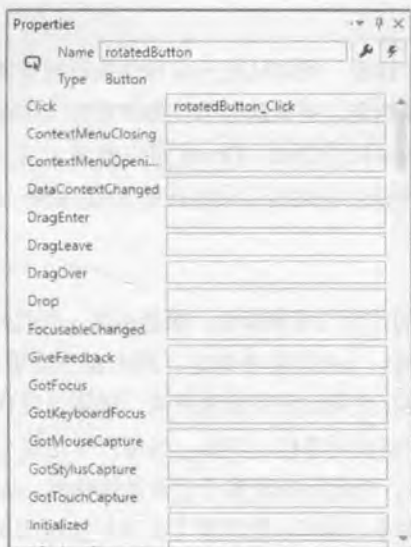 Properties
Name rotatedButton
Type Button
Click rotatedButton_Click
ContextMenuClosing
ContextMenuOpeni...
DataContextChanged
DragEnter
DragLeave
DragOver
Drop
FocusableChanged
GiveFeedback
GotFocus
GotKeyboardFocus
GotMouseCapture
GotStylusCapture
GotTouchCapture
Initialized